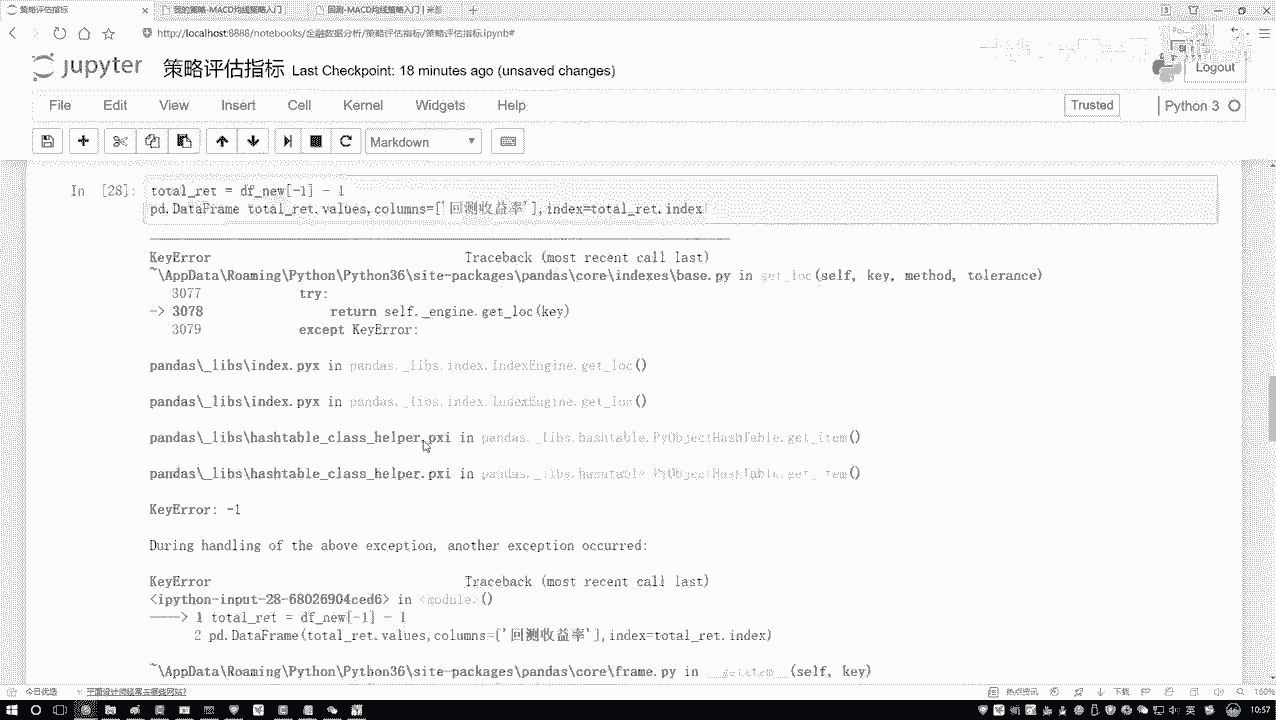 策略评估指标
我的策略-MACD均线策略入门
回测-MACD均线策略入门 | 米筐
http://localhost:8888/notebooks/金融数据分析/策略评估指标/策略评估指标.ipynb#
jupyter 策略评估指标 Last Checkpoint: 18 minutes ago (unsaved changes)
Logout
File Edit View Insert Cell Kernel Widgets Help
Trusted
Python 3
Markdown
In [28]: total_ret = df_new[-1] - 1
pd.DataFrame total_ret.values,columns=['回测收益率'],index=total_ret.index
KeyError Traceback (most recent call last)
~\AppData\Roaming\Python\Python36\site-packages\pandas\core\indexes\base.py in get_loc(self, key, method, tolerance)
3077 try:
-> 3078 return self._engine.get_loc(key)
3079 except KeyError:
pandas\_libs\index.pyx in pandas._libs.index.IndexEngine.get_loc()
pandas\_libs\index.pyx in pandas._libs.index.IndexEngine.get_loc()
pandas\_libs\hashtable_class_helper.pxi in pandas._libs.hashtable.PyObjectHashTable.get_item()
pandas\_libs\hashtable_class_helper.pxi in pandas._libs.hashtable.PyObjectHashTable.get_item()
KeyError: -1
During handling of the above exception, another exception occurred:
KeyError Traceback (most recent call last)
<ipython-input-28-68026904ced6> in <module>()
----> 1 total_ret = df_new[-1] - 1
2 pd.DataFrame(total_ret.values,columns=['回测收益率'],index=total_ret.index)
~\AppData\Roaming\Python\Python36\site-packages\pandas\core\frame.py in __getitem__(self, key)
今日优选
热点资讯
下载
160%
英
10:57